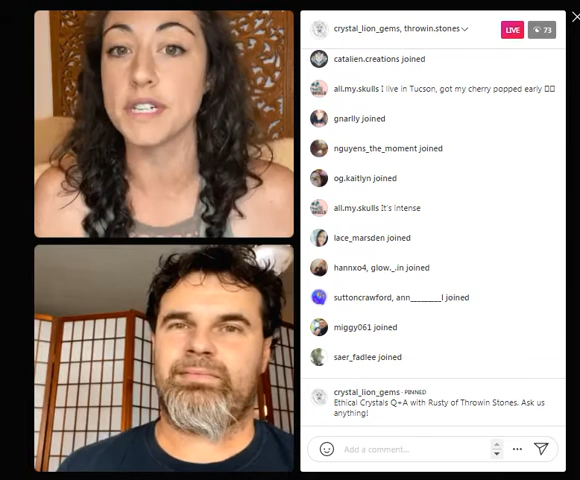 crystal_lion_gems, throwin.stones
LIVE
73
catalien.creations joined
all.my.skulls I live in Tucson, got my cherry popped early
gnarlly joined
nguyens_the_moment joined
og.kaitlyn joined
all.my.skulls It's intense
lace_marsden joined
hannxo4, glow._.in joined
suttoncrawford, ann________l joined
miggy061 joined
saer_fadlee joined
crystal_lion_gems · PINNED
Ethical Crystals Q+A with Rusty of Throwin Stones. Ask us
anything!
Add a comment...